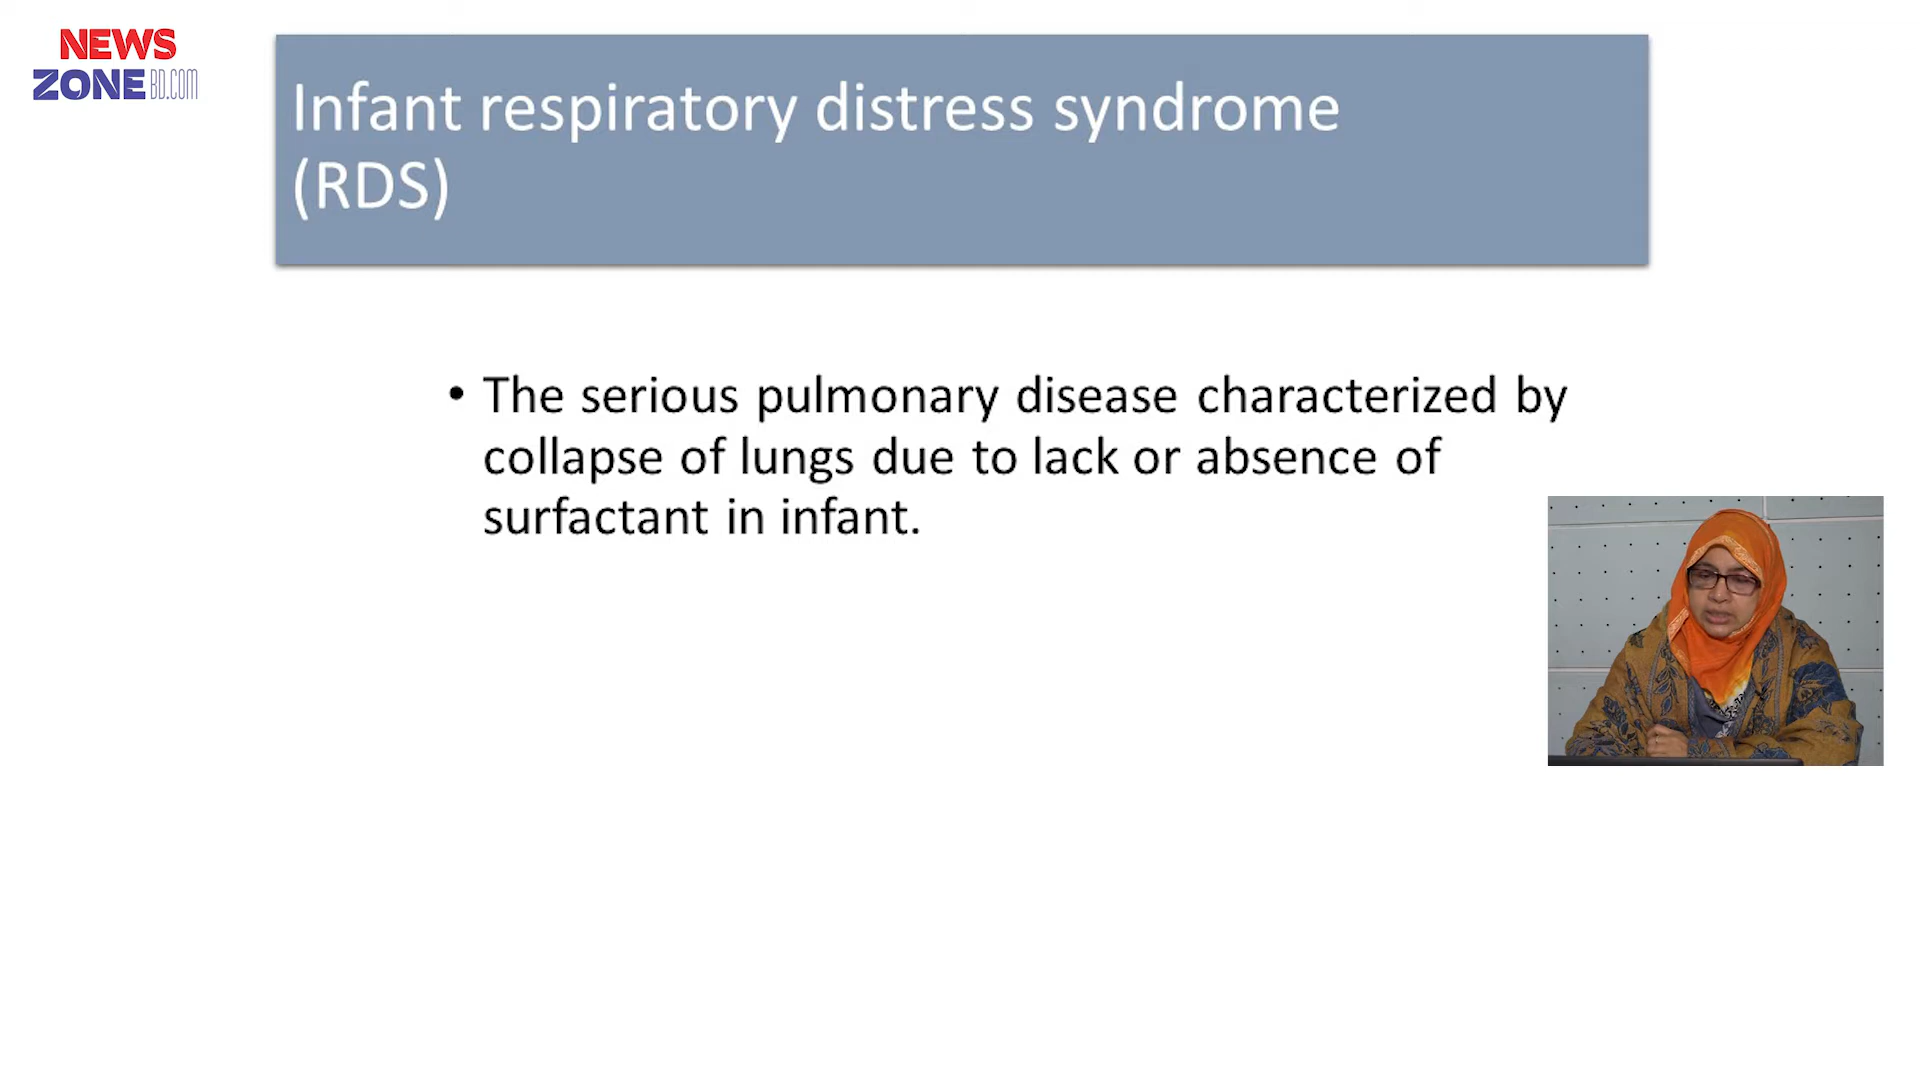 NEWS
ZONE BD.COM
Infant respiratory distress syndrome
(RDS)
• The serious pulmonary disease characterized by
collapse of lungs due to lack or absence of
surfactant in infant.